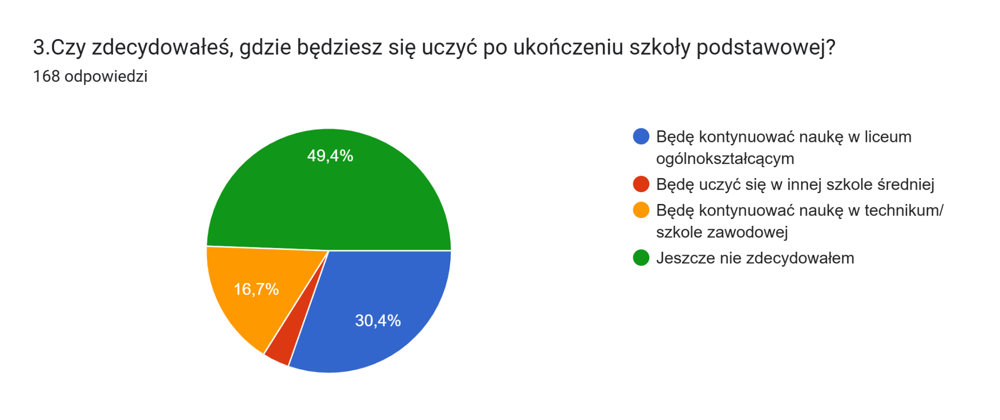 3.Czy zdecydowałeś, gdzie będziesz się uczyć po ukończeniu szkoły podstawowej?
168 odpowiedzi
49,4%
16,7%
30,4%
Będę kontynuować naukę w liceum
ogólnokształcącym
Będę uczyć się w innej szkole średniej
Będę kontynuować naukę w technikum/
szkole zawodowej
Jeszcze nie zdecydowałem